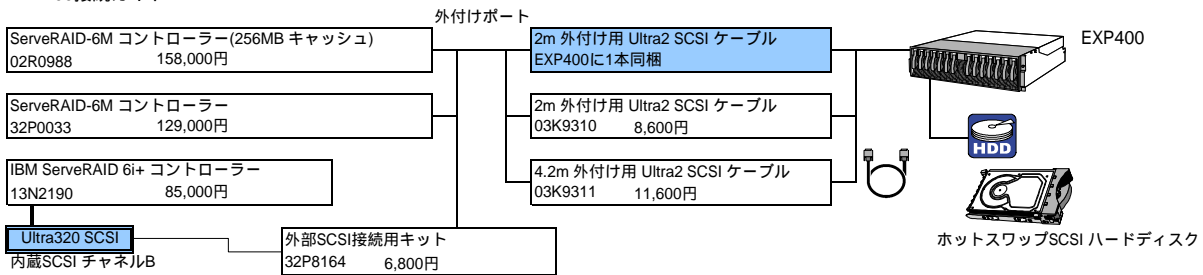 外付けポート
ServeRAID-6M コントローラー(256MB キャッシュ)
02R0988 158,000円
2m 外付け用 Ultra2 SCSI ケーブル
EXP400に1本同梱
EXP400
ServeRAID-6M コントローラー
32P0033 129,000円
2m 外付け用 Ultra2 SCSI ケーブル
03K9310 8,600円
HDD
IBM ServeRAID 6i+ コントローラー
13N2190 85,000円
4.2m 外付け用 Ultra2 SCSI ケーブル
03K9311 11,600円
Ultra320 SCSI
内蔵SCSI チャネルB
外部SCSI接続用キット
32P8164 6,800円
ホットスワップSCSI ハードディスク